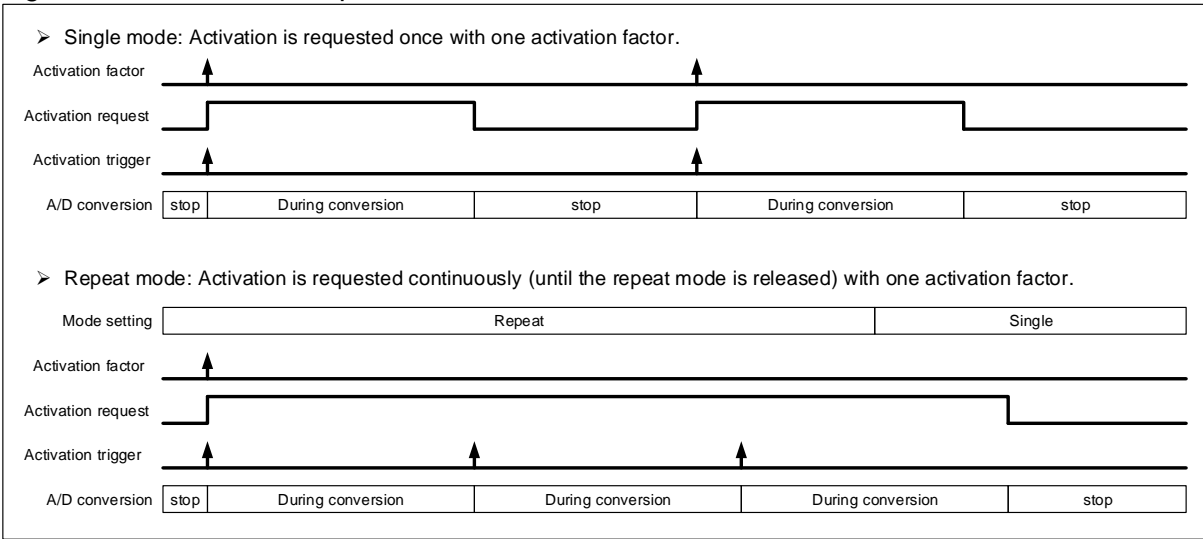 ➢ Single mode: Activation is requested once with one activation factor.
Activation factor
Activation request
Activation trigger
A/D conversion stop During conversion stop During conversion stop
➢ Repeat mode: Activation is requested continuously (until the repeat mode is released) with one activation factor.
Mode setting Repeat Single
Activation factor
Activation request
Activation trigger
A/D conversion stop During conversion During conversion During conversion stop